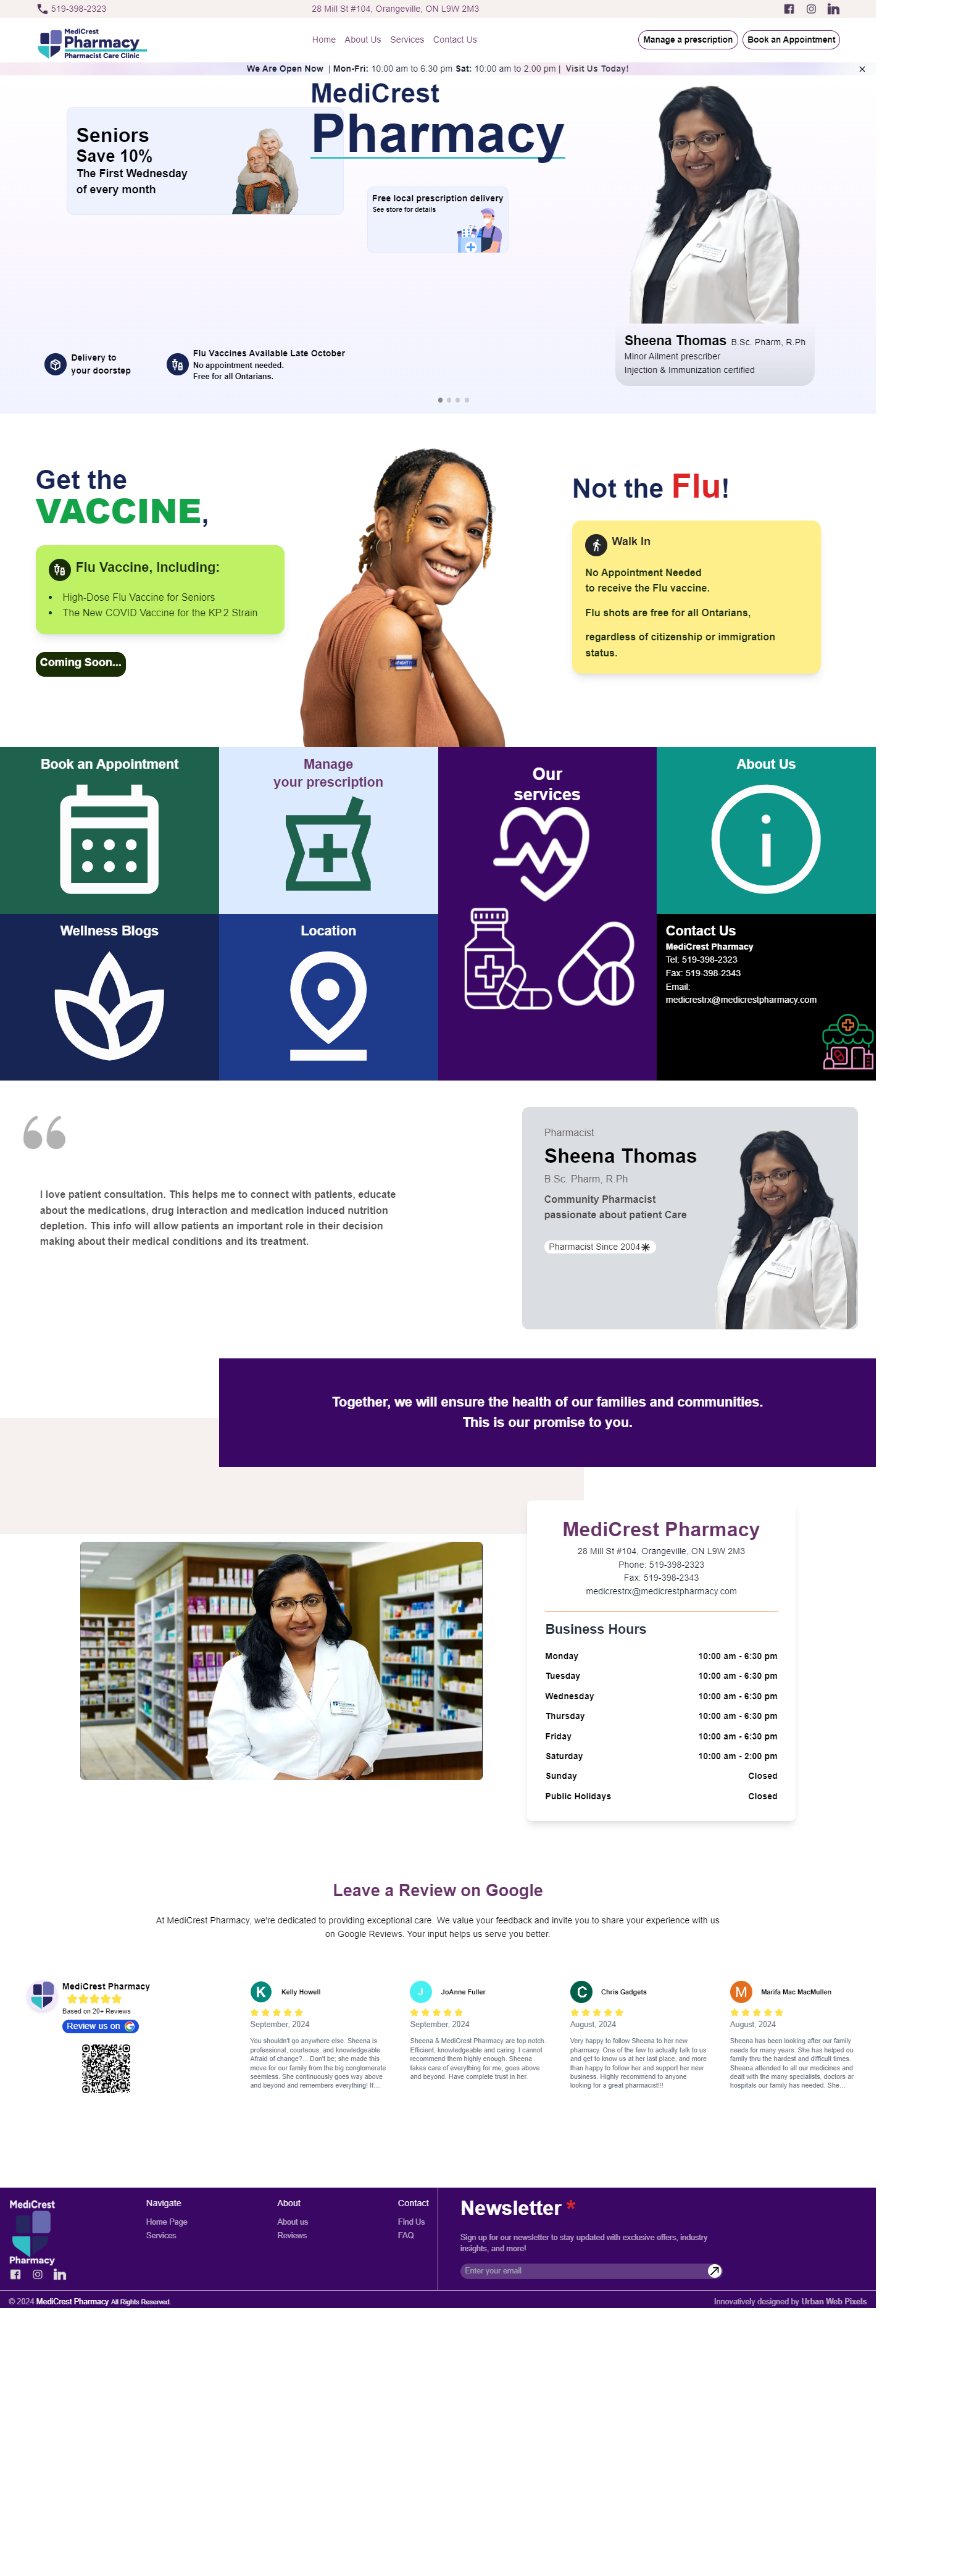 519-398-2323
28 Mill St #104, Orangeville, ON L9W 2M3
MediCrest
Pharmacy
Pharmacist Care Clinic
Home About Us Services Contact Us
Manage a prescription
Book an Appointment
We Are Open Now | Mon-Fri: 10:00 am to 6:30 pm Sat: 10:00 am to 2:00 pm | Visit Us Today!
MediCrest
Pharmacy
Seniors
Save 10%
The First Wednesday
of every month
Free local prescription delivery
See store for details
Sheena Thomas B.Sc. Pharm, R.Ph
Minor Ailment prescriber
Injection & Immunization certified
Delivery to
your doorstep
Flu Vaccines Available Late October
No appointment needed.
Free for all Ontarians.
Get the
VACCINE,
Flu Vaccine, Including:
• High-Dose Flu Vaccine for Seniors
• The New COVID Vaccine for the KP.2 Strain
Coming Soon...
Not the Flu!
Walk In
No Appointment Needed
to receive the Flu vaccine.
Flu shots are free for all Ontarians,
regardless of citizenship or immigration
status.
Book an Appointment
Manage
your prescription
Our
services
About Us
Wellness Blogs
Location
Contact Us
MediCrest Pharmacy
Tel: 519-398-2323
Fax: 519-398-2343
Email:
medicrestrx@medicrestpharmacy.com
I love patient consultation. This helps me to connect with patients, educate
about the medications, drug interaction and medication induced nutrition
depletion. This info will allow patients an important role in their decision
making about their medical conditions and its treatment.
Pharmacist
Sheena Thomas
B.Sc. Pharm, R.Ph
Community Pharmacist
passionate about patient Care
Pharmacist Since 2004
Together, we will ensure the health of our families and communities.
This is our promise to you.
MediCrest Pharmacy
28 Mill St #104, Orangeville, ON L9W 2M3
Phone: 519-398-2323
Fax: 519-398-2343
medicrestrx@medicrestpharmacy.com
Business Hours
Monday 10:00 am - 6:30 pm
Tuesday 10:00 am - 6:30 pm
Wednesday 10:00 am - 6:30 pm
Thursday 10:00 am - 6:30 pm
Friday 10:00 am - 6:30 pm
Saturday 10:00 am - 2:00 pm
Sunday Closed
Public Holidays Closed
Leave a Review on Google
At MediCrest Pharmacy, we're dedicated to providing exceptional care. We value your feedback and invite you to share your experience with us
on Google Reviews. Your input helps us serve you better.
MediCrest Pharmacy
Based on 20+ Reviews
Review us on
K Kelly Howell
September, 2024
You shouldn't go anywhere else. Sheena is
professional, courteous, and knowledgeable.
Afraid of change?... Don't be; she made this
move for our family from the big conglomerate
seemless. She continuously goes way above
and beyond and remembers everything! If...
J JoAnne Fuller
September, 2024
Sheena & MediCrest Pharmacy are top notch.
Efficient, knowledgeable and caring. I cannot
recommend them highly enough. Sheena
takes care of everything for me, goes above
and beyond. Have complete trust in her.
C Chris Gadgets
August, 2024
Very happy to follow Sheena to her new
pharmacy. One of the few to actually talk to us
and get to know us at her last place, and more
than happy to follow her and support her new
business. Highly recommend to anyone
looking for a great pharmacist!!!
M Marifa Mac MacMullen
August, 2024
Sheena has been looking after our family
needs for many years. She has helped ou
family thru the hardest and difficult times.
Sheena attended to all our medicines and
dealt with the many specialists, doctors ar
hospitals our family has needed. She...
MediCrest
Pharmacy
Navigate
Home Page
Services
About
About us
Reviews
Contact
Find Us
FAQ
Newsletter *
Sign up for our newsletter to stay updated with exclusive offers, industry
insights, and more!
Enter your email
© 2024 MediCrest Pharmacy All Rights Reserved.
Innovatively designed by Urban Web Pixels